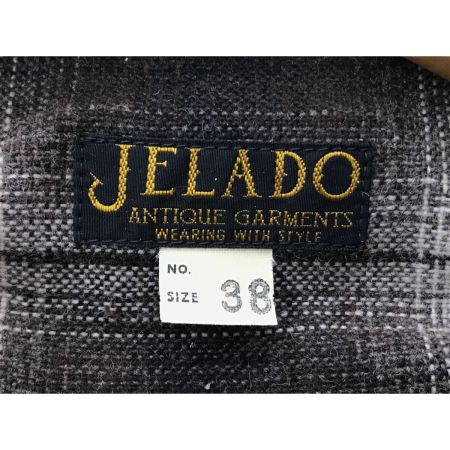 JELADO
ANTIQUE GARMENTS
WEARING WITH STYLE
NO.
SIZE 38